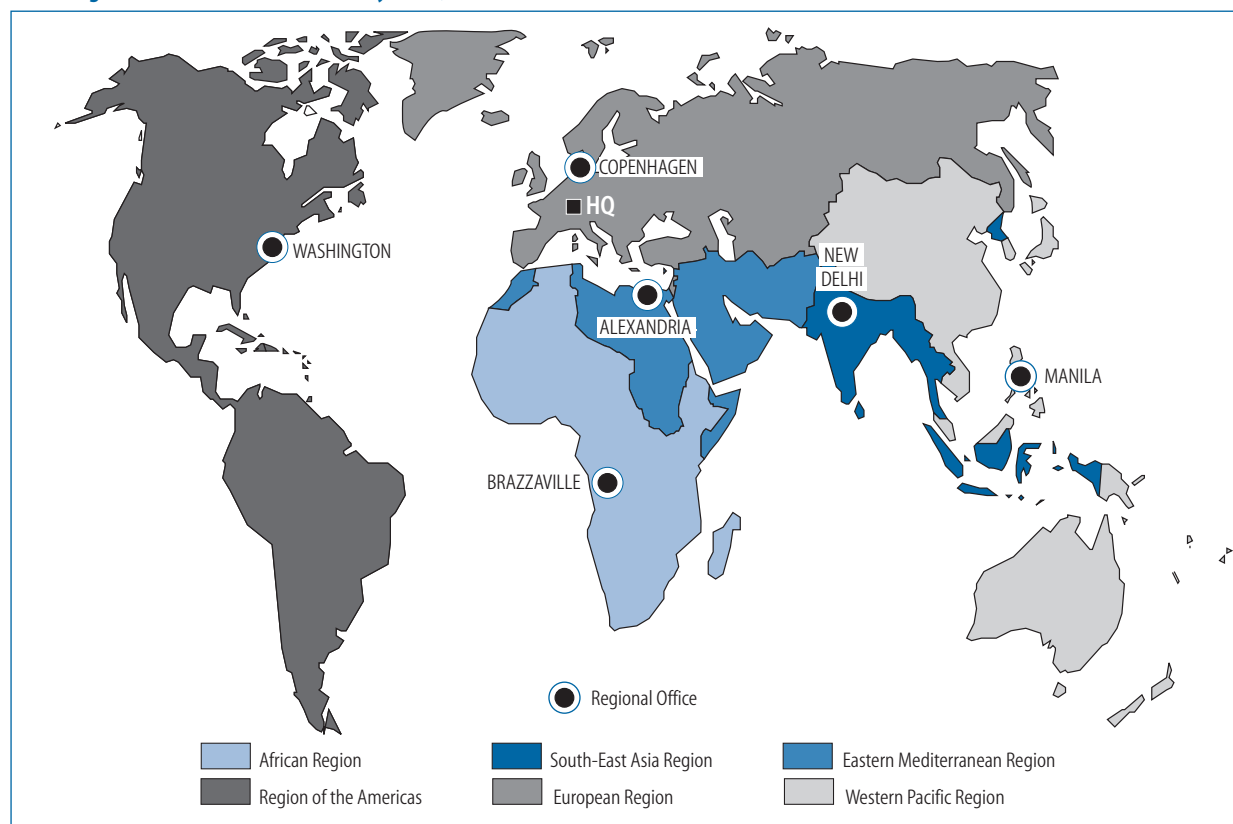 COPENHAGEN
HQ
WASHINGTON
NEW
DELHI
ALEXANDRIA
MANILA
BRAZZAVILLE
Regional Office
African Region
South-East Asia Region
Eastern Mediterranean Region
Region of the Americas
European Region
Western Pacific Region